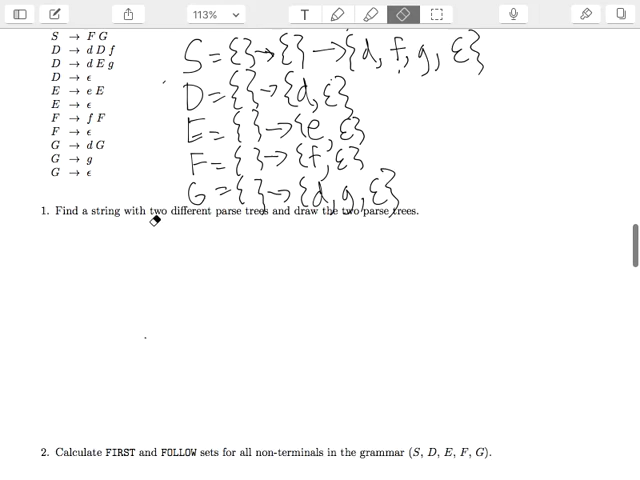 113%
T
S → F G
D → d D f
D → d E g
D → ϵ
E → e E
E → ϵ
F → f F
F → ϵ
G → d G
G → g
G → ϵ
S = { } → { } → {d, f, g, ε}
D = { } → {d, ε}
E = { } → {e, ε}
F = { } → {f, ε}
G = { } → {d, g, ε}
1. Find a string with two different parse trees and draw the two parse trees.
2. Calculate FIRST and FOLLOW sets for all non-terminals in the grammar (S, D, E, F, G).